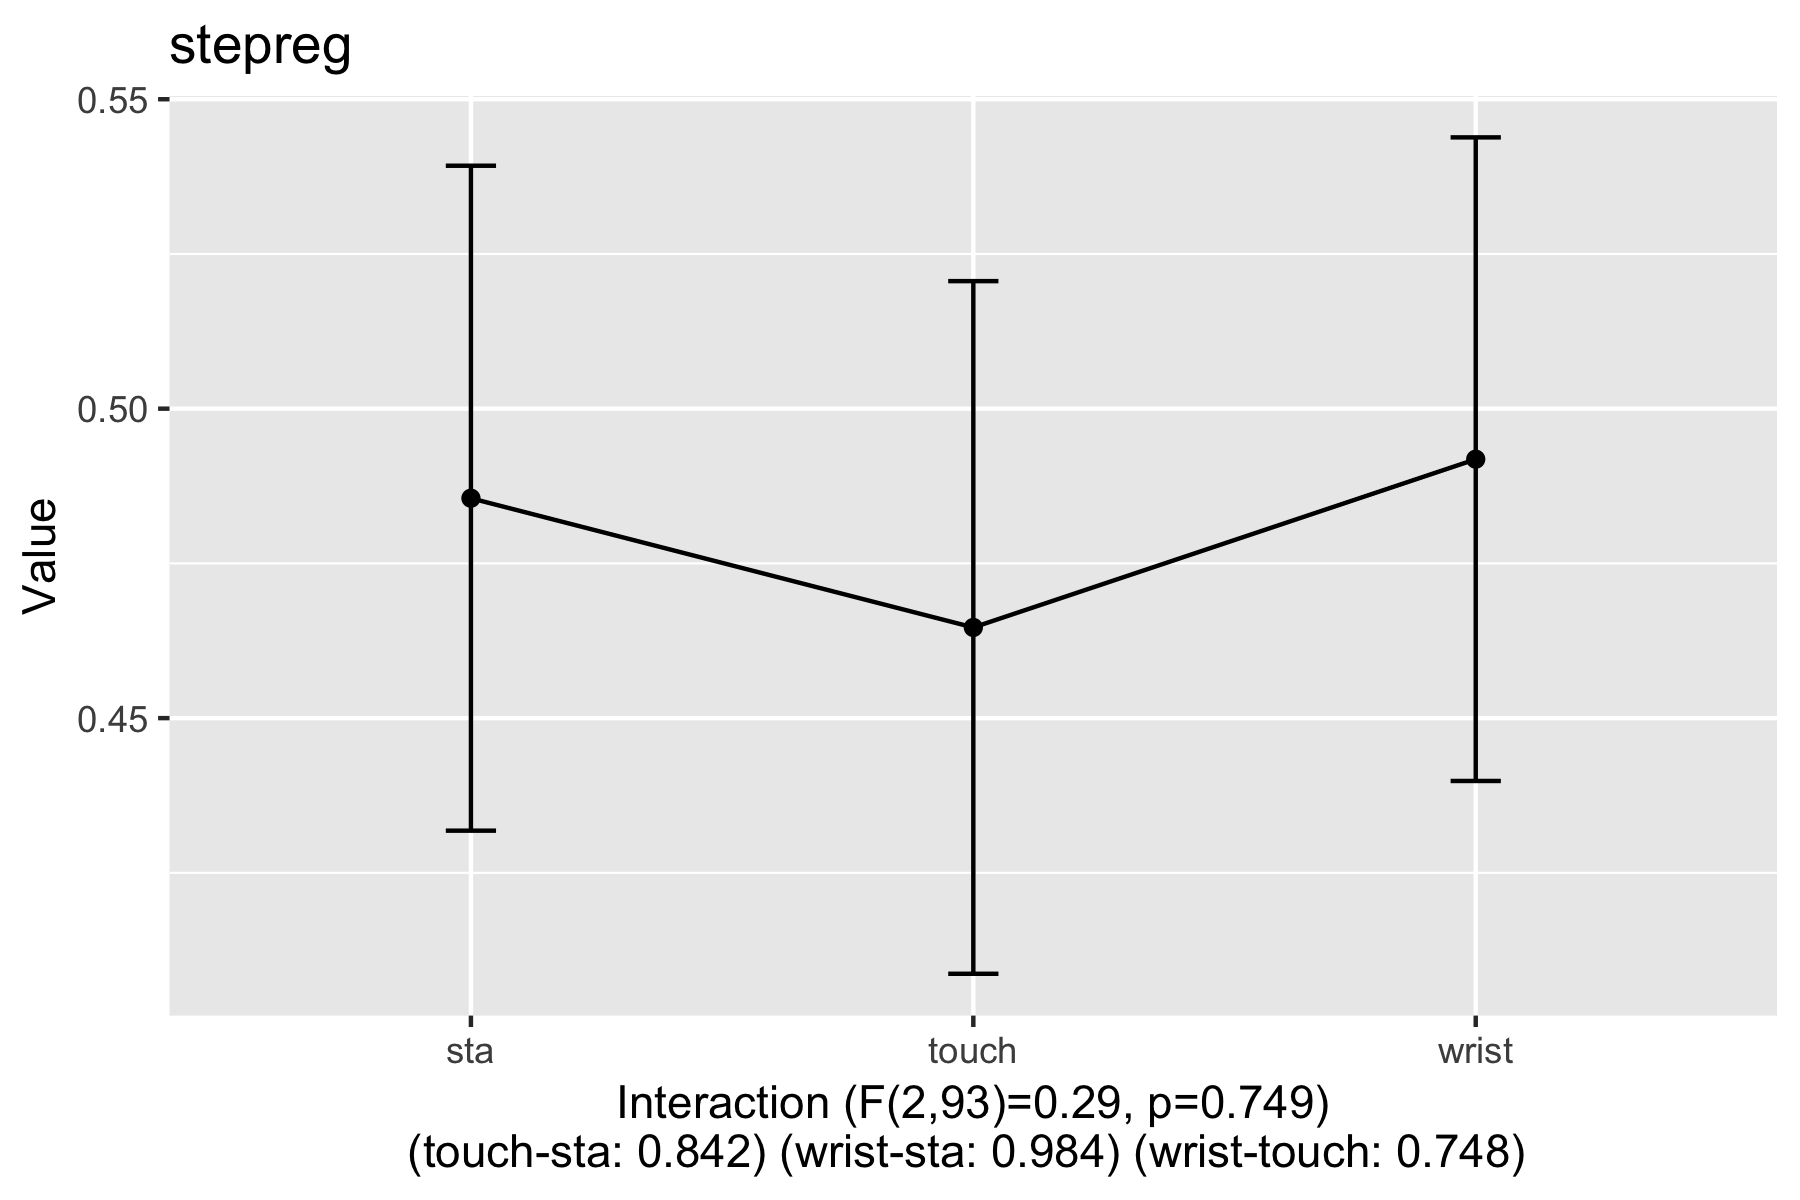 stepreg
0.55
0.50
0.45
Value
sta touch wrist
Interaction (F(2,93)=0.29, p=0.749)
(touch-sta: 0.842) (wrist-sta: 0.984) (wrist-touch: 0.748)